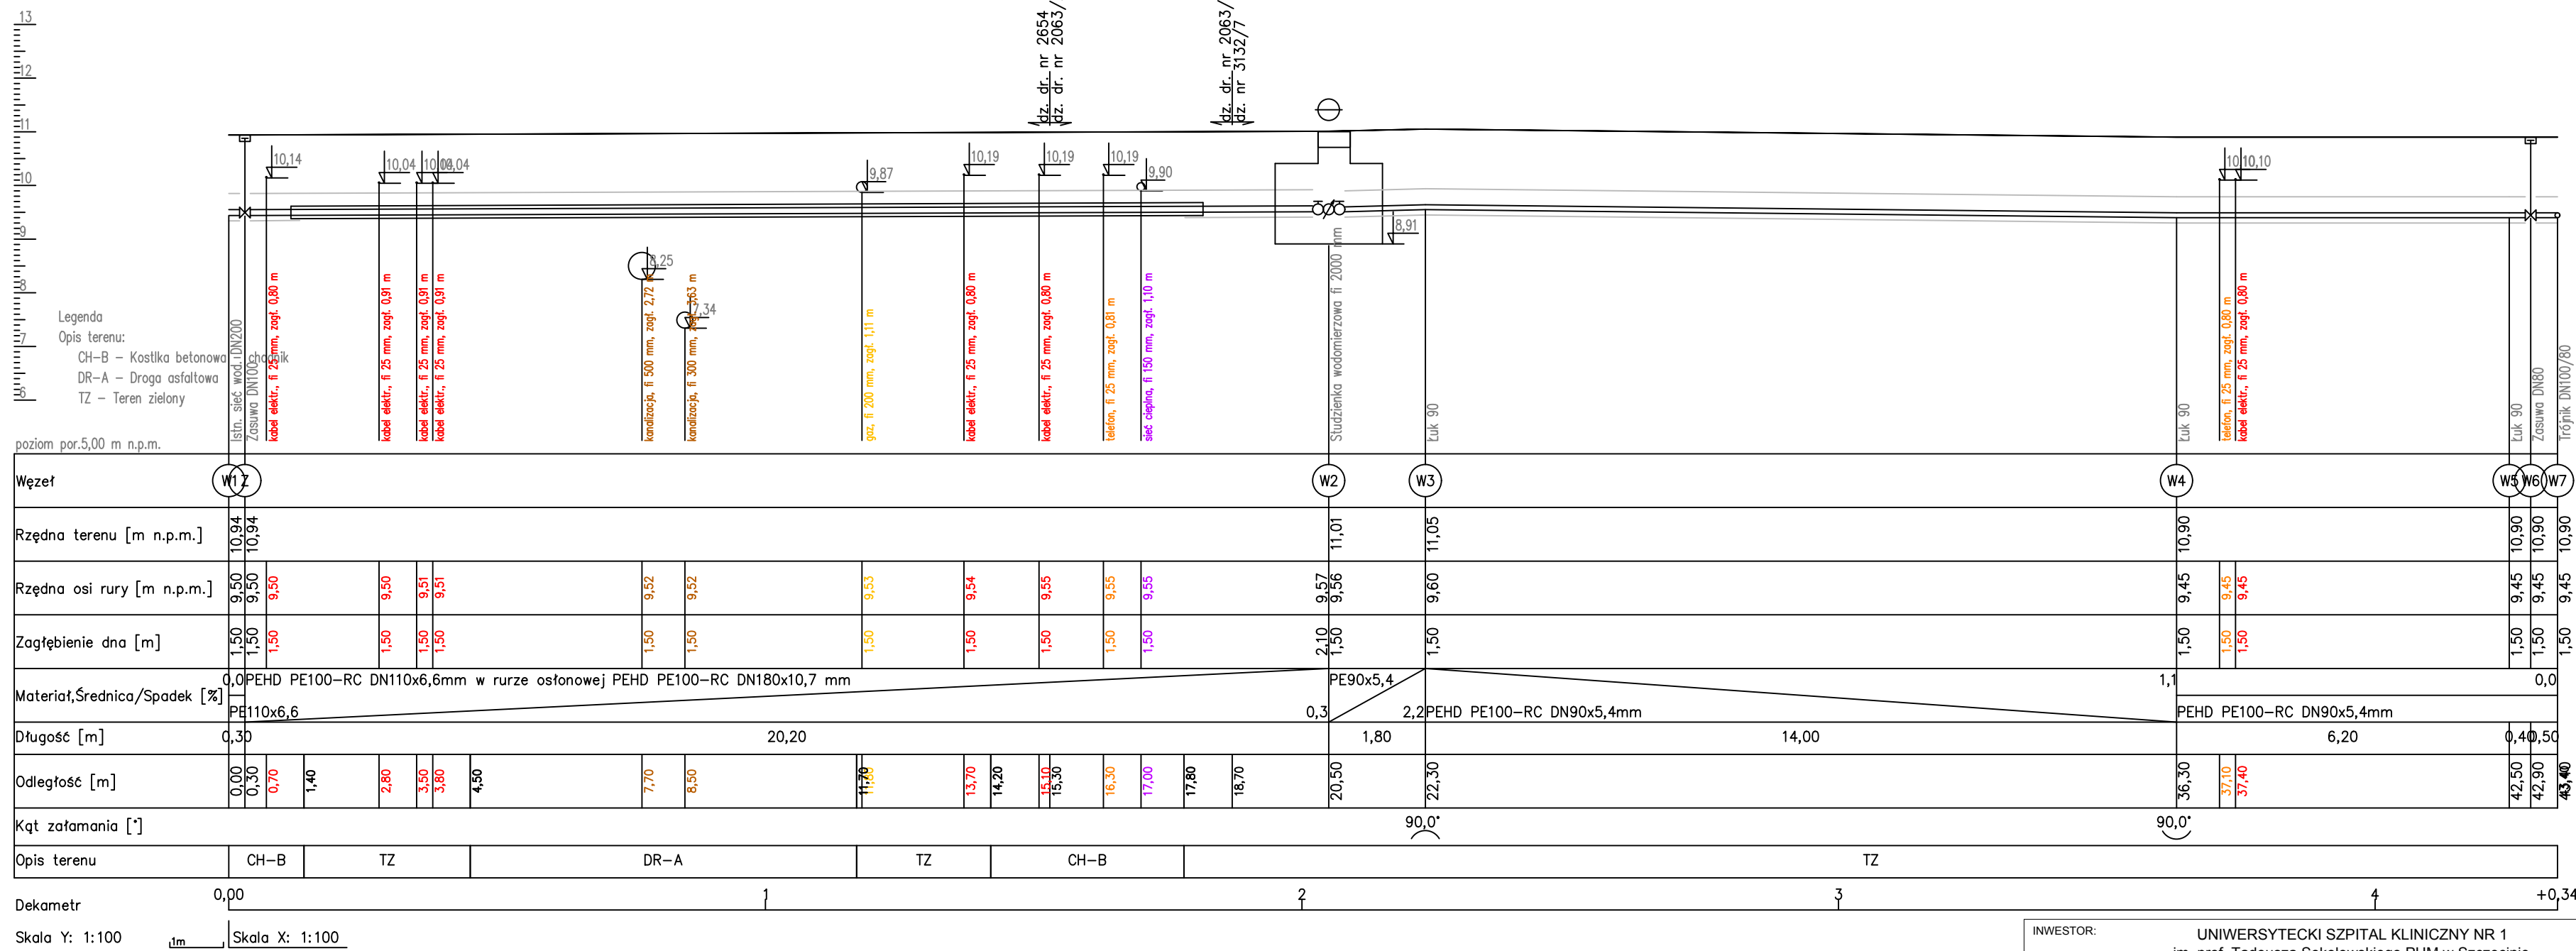 13
12
11
10
9
8
7
6
dz. dr. nr 2654
dz. dr. nr 2063/
dz. dr. nr 2063/
dz. nr 3132/7
10,14
10,04
10,04
10,04
8,25
7,34
9,87
10,19
10,19
10,19
9,90
8,91
10,10
Legenda
Opis terenu:
CH-B - Kostka betonowa chodnik
DR-A - Droga asfaltowa
TZ - Teren zielony
poziom por.5,00 m n.p.m.
Istn. sieć wod. DN200
Zasuwa DN100
kabel elektr., fi 25 mm, zagł. 0,80 m
kabel elektr., fi 25 mm, zagł. 0,91 m
kabel elektr., fi 25 mm, zagł. 0,91 m
kabel elektr., fi 25 mm, zagł. 0,91 m
kanalizacja, fi 500 mm, zagł. 2,72 m
kanalizacja, fi 300 mm, zagł. 3,63 m
gaz, fi 200 mm, zagł. 1,11 m
kabel elektr., fi 25 mm, zagł. 0,80 m
kabel elektr., fi 25 mm, zagł. 0,80 m
telefon, fi 25 mm, zagł. 0,81 m
sieć cieplna, fi 150 mm, zagł. 1,10 m
Studzienka wodomierzowa fi 2000 mm
Łuk 90
Łuk 90
telefon, fi 25 mm, zagł. 0,80 m
kabel elektr., fi 25 mm, zagł. 0,80 m
Łuk 90
Zasuwa DN80
Trójnik DN100/80
Węzeł W1 Z W2 W3 W4 W5 W6 W7
Rzędna terenu [m n.p.m.] 10,94 10,94 11,01 11,05 10,90 10,90 10,90 10,90
Rzędna osi rury [m n.p.m.] 9,50 9,50 9,50 9,50 9,51 9,51 9,52 9,52 9,53 9,54 9,55 9,55 9,55 9,57 9,56 9,60 9,45 9,45 9,45 9,45 9,45 9,45
Zagłębienie dna [m] 1,50 1,50 1,50 1,50 1,50 1,50 1,50 1,50 1,50 1,50 1,50 1,50 1,50 2,10 1,50 1,50 1,50 1,50 1,50 1,50 1,50 1,50
Materiał,Średnica/Spadek [%] 0,0 PEHD PE100-RC DN110x6,6mm w rurze osłonowej PEHD PE100-RC DN180x10,7 mm PE90x5,4 1,1 0,0
PE110x6,6 0,3 2,2 PEHD PE100-RC DN90x5,4mm PEHD PE100-RC DN90x5,4mm
Długość [m] 0,30 20,20 1,80 14,00 6,20 0,40 0,50
Odległość [m] 0,00 0,30 0,70 1,40 2,80 3,50 3,80 4,50 7,70 8,50 11,70 13,70 14,20 15,10 15,30 16,30 17,00 17,80 18,70 20,50 22,30 36,30 37,10 37,40 42,50 42,90 43,40
Kąt załamania [°] 90,0° 90,0°
Opis terenu CH-B TZ DR-A TZ CH-B TZ
Dekametr 0,00 1 2 3 4 +0,34
Skala Y: 1:100 1m Skala X: 1:100
INWESTOR: UNIWERSYTECKI SZPITAL KLINICZNY NR 1